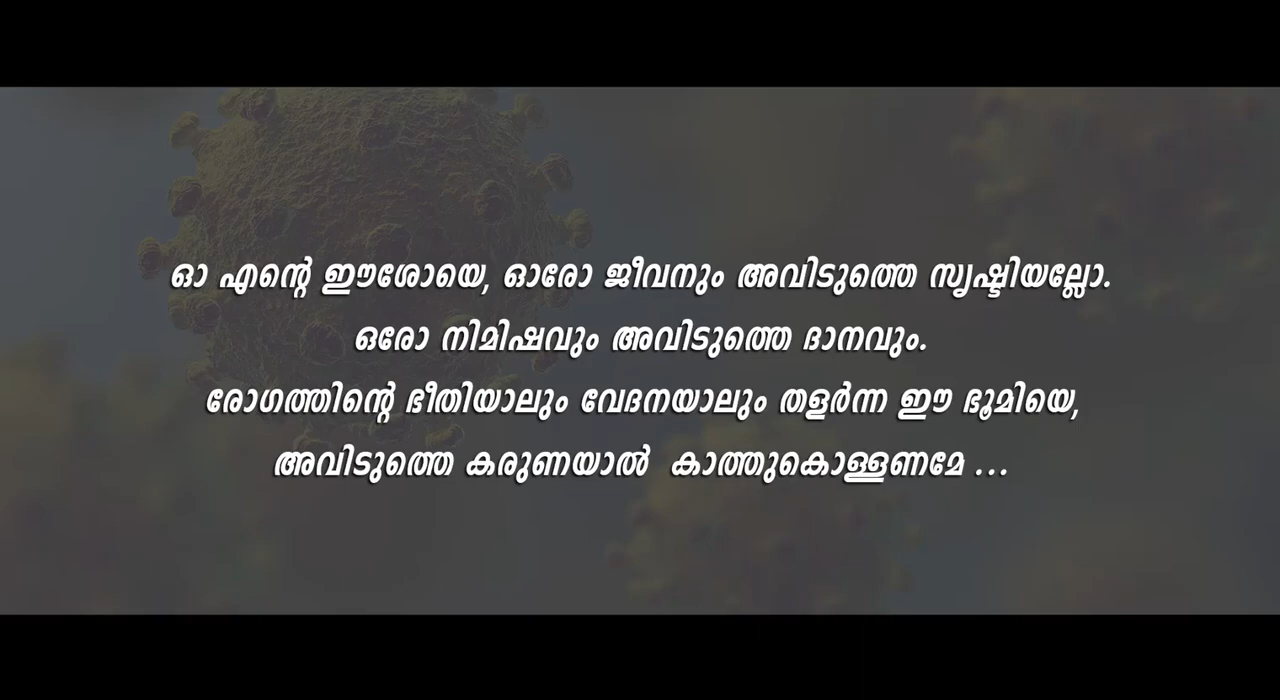 ഓ എന്റെ ഈശോയെ, ഓരോ ജീവനും അവിടുത്തെ സൃഷ്ടിയല്ലോ.
ഒരോ നിമിഷവും അവിടുത്തെ ദാനവും.
രോഗത്തിന്റെ ഭീതിയാലും വേദനയാലും തളർന്ന ഈ ഭൂമിയെ,
അവിടുത്തെ കരുണയാൽ കാത്തുകൊള്ളണമേ ...